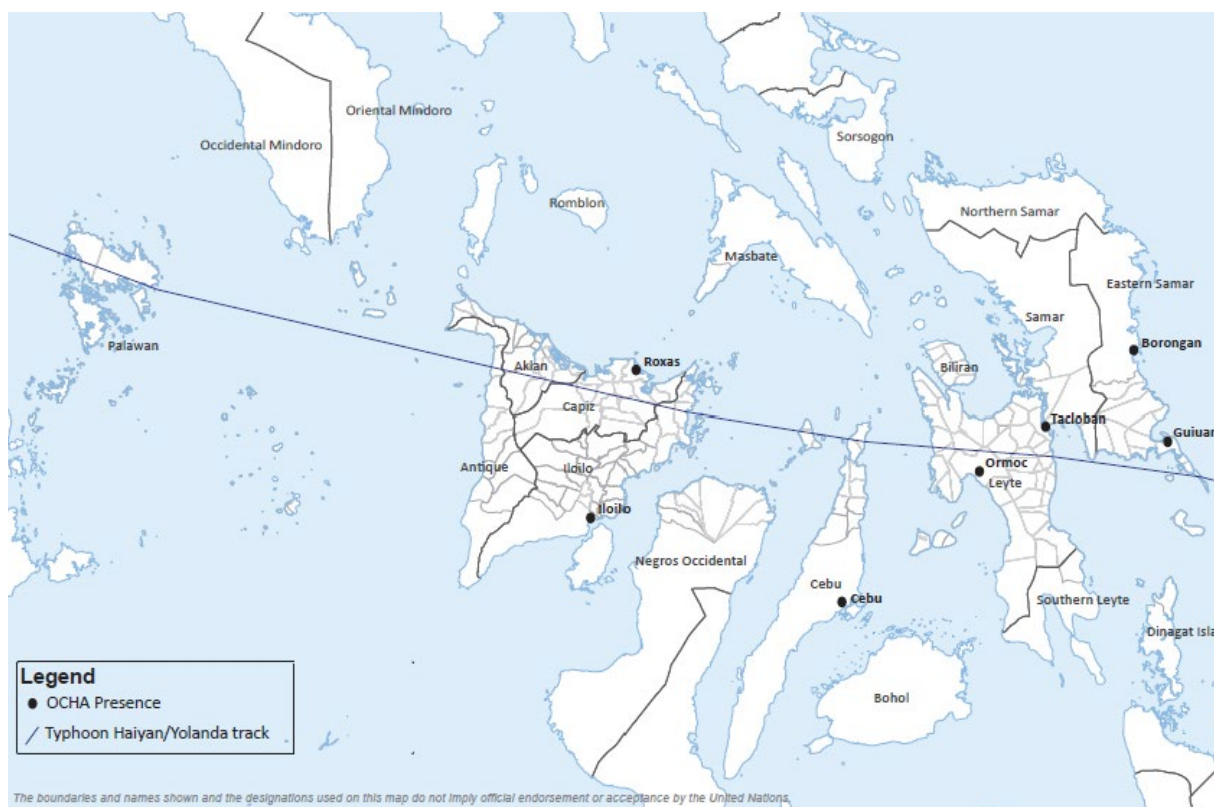 Oriental Mindoro
Occidental Mindoro
Sorsogon
Romblon
Northern Samar
Masbate
Eastern Samar
Samar
Palawan
Borongan
Aklan
Roxas
Biliran
Capiz
Tacloban
Guiuan
Antique
Iloilo
Ormoc
Leyte
Iloilo
Negros Occidental
Cebu
Cebu
Southern Leyte
Dinagat Isla
Bohol
Legend
OCHA Presence
Typhoon Haiyan/Yolanda track
The boundaries and names shown and the designations used on this map do not imply official endorsement or acceptance by the United Nations.